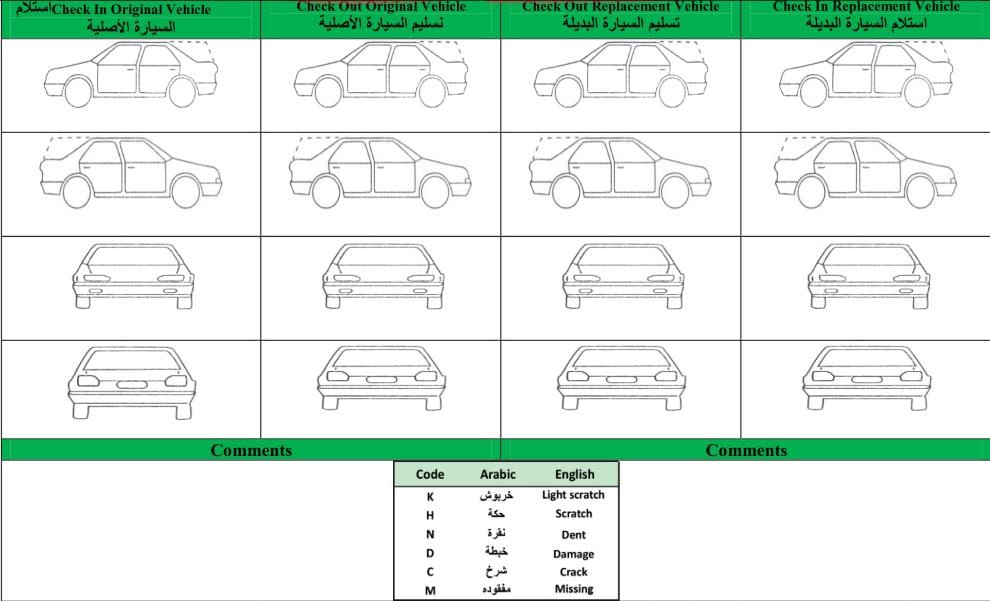 استلام Check In Original Vehicle
السيارة الأصلية
Check Out Original Vehicle
تسليم السيارة الأصلية
Check Out Replacement Vehicle
تسليم السيارة البديلة
Check In Replacement Vehicle
استلام السيارة البديلة
Comments
Comments
Code Arabic English
K خربوش Light scratch
H حكة Scratch
N نقرة Dent
D خبطة Damage
C شرخ Crack
M مفقوده Missing